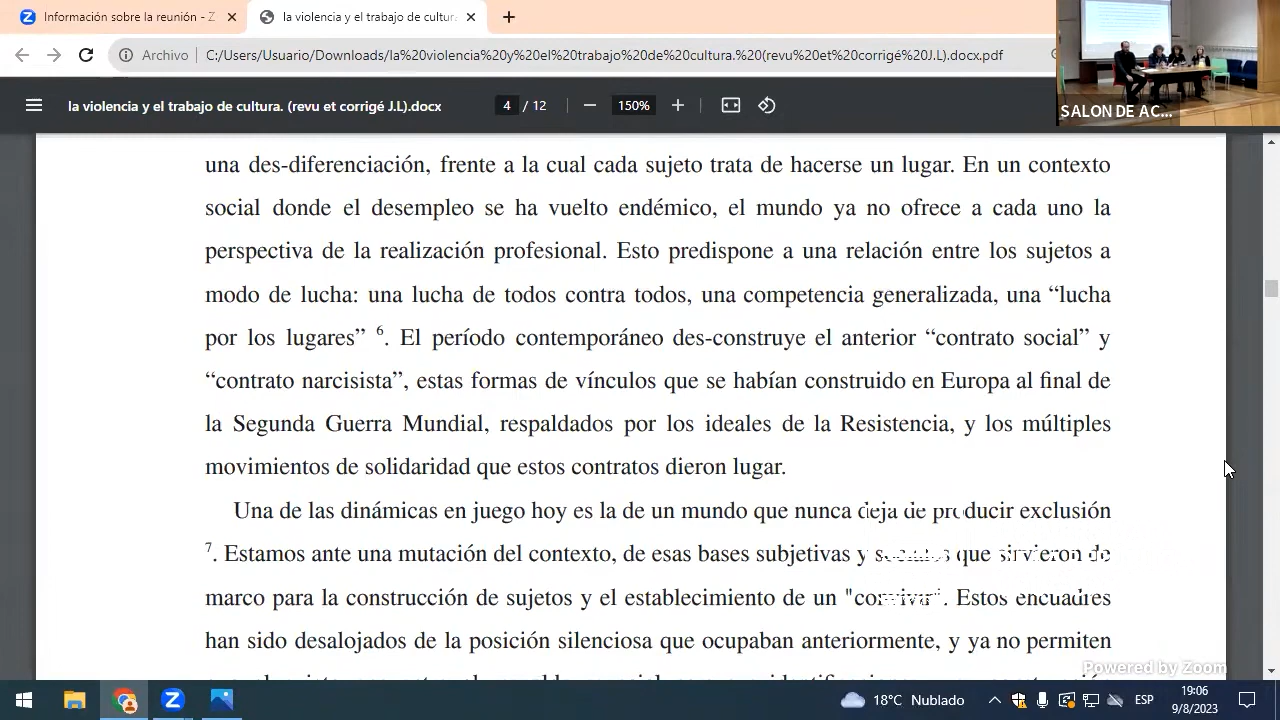 Información sobre la reunión - Z
la violencia y el trabajo de cultura
Archivo
C:/Users/Usuario/Downloads/la%20violencia%20y%20el%20trabajo%20de%20cultura.%20(revu%20et%20corrigé%20J.L).docx.pdf
la violencia y el trabajo de cultura. (revu et corrigé J.L).docx
4 / 12
150%
SALON DE AC...
una des-diferenciación, frente a la cual cada sujeto trata de hacerse un lugar. En un contexto
social donde el desempleo se ha vuelto endémico, el mundo ya no ofrece a cada uno la
perspectiva de la realización profesional. Esto predispone a una relación entre los sujetos a
modo de lucha: una lucha de todos contra todos, una competencia generalizada, una “lucha
por los lugares” 6. El período contemporáneo des-construye el anterior “contrato social” y
“contrato narcisista”, estas formas de vínculos que se habían construido en Europa al final de
la Segunda Guerra Mundial, respaldados por los ideales de la Resistencia, y los múltiples
movimientos de solidaridad que estos contratos dieron lugar.
Una de las dinámicas en juego hoy es la de un mundo que nunca deja de producir exclusión
7. Estamos ante una mutación del contexto, de esas bases subjetivas y que sirvieron de
marco para la construcción de sujetos y el establecimiento de un Estos encuadres
han sido desalojados de la posición silenciosa que ocupaban anteriormente, y ya no permiten
Powered by Zoom
18°C Nublado
ESP
19:06
9/8/2023